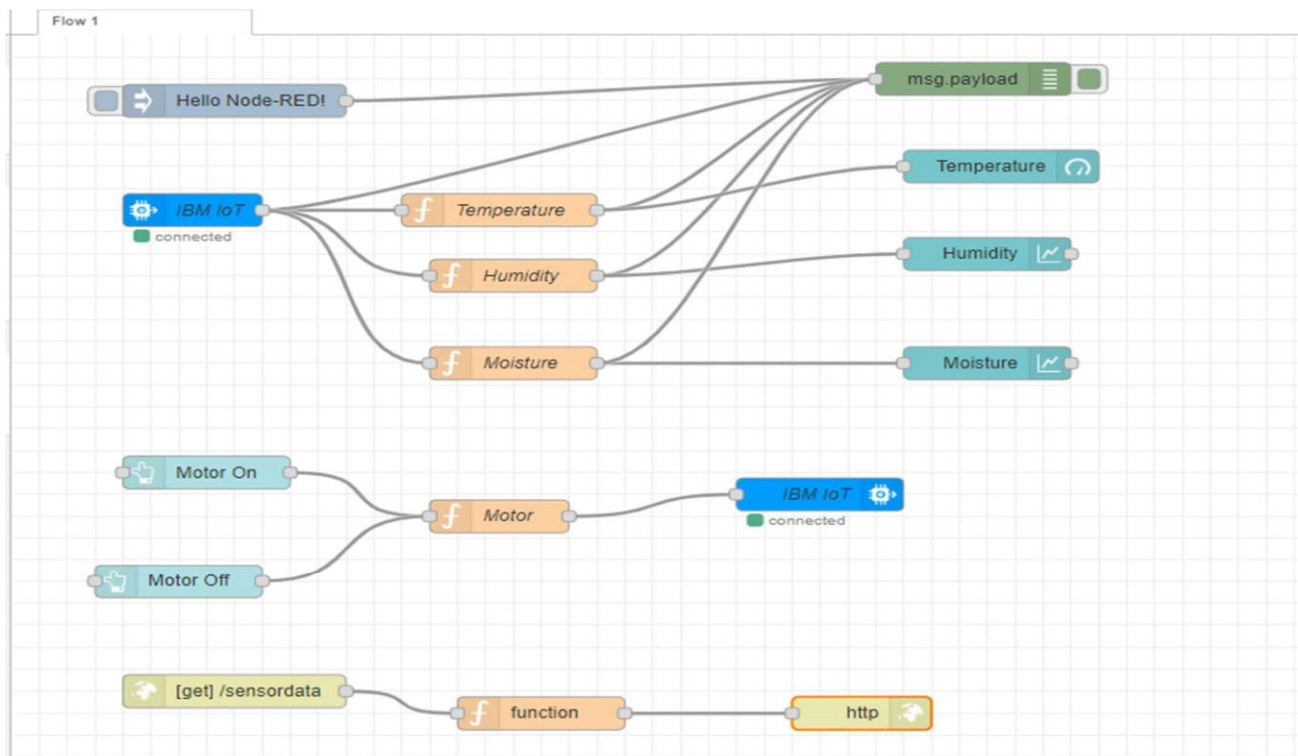 Flow 1
msg.payload
Hello Node-RED!
Temperature
IBM IoT
Temperature
connected
Humidity
Humidity
Moisture
Moisture
Motor On
IBM IoT
Motor
connected
Motor Off
[get] /sensordata
function
http